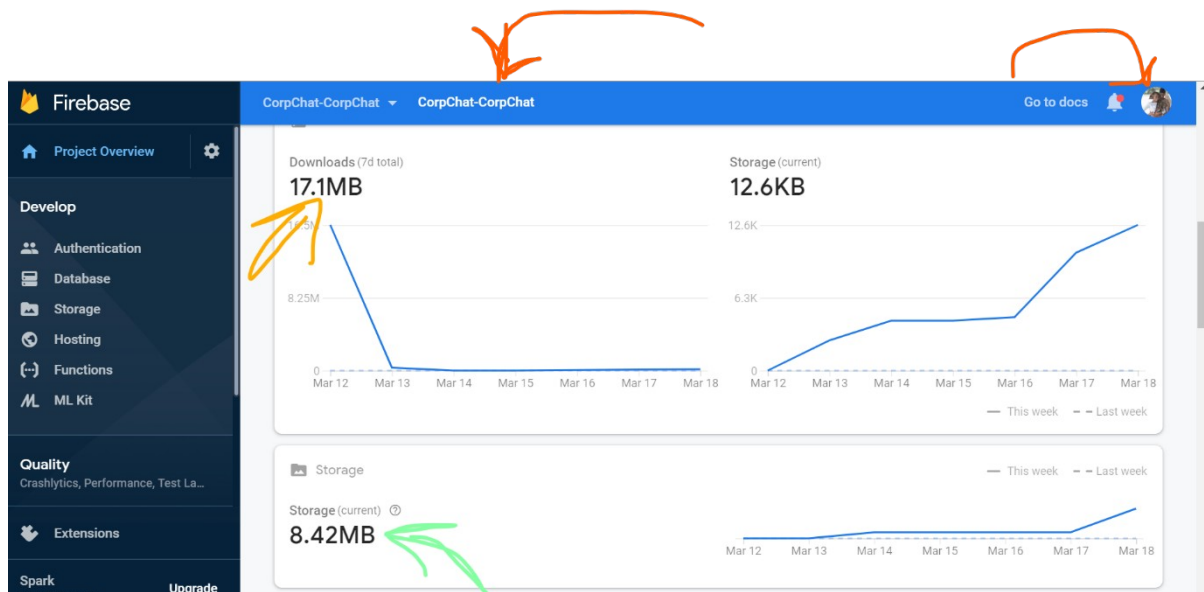 Firebase
CorpChat-CorpChat CorpChat-CorpChat
Go to docs
Project Overview
Develop
Authentication
Database
Storage
Hosting
Functions
ML Kit
Quality
Crashlytics, Performance, Test La...
Extensions
Spark
Upgrade
Downloads (7d total)
17.1MB
8.25M
0
Mar 12 Mar 13 Mar 14 Mar 15 Mar 16 Mar 17 Mar 18
Storage (current)
12.6KB
12.6K
6.3K
0
Mar 12 Mar 13 Mar 14 Mar 15 Mar 16 Mar 17 Mar 18
This week Last week
Storage
This week Last week
Storage (current)
8.42MB
Mar 12 Mar 13 Mar 14 Mar 15 Mar 16 Mar 17 Mar 18